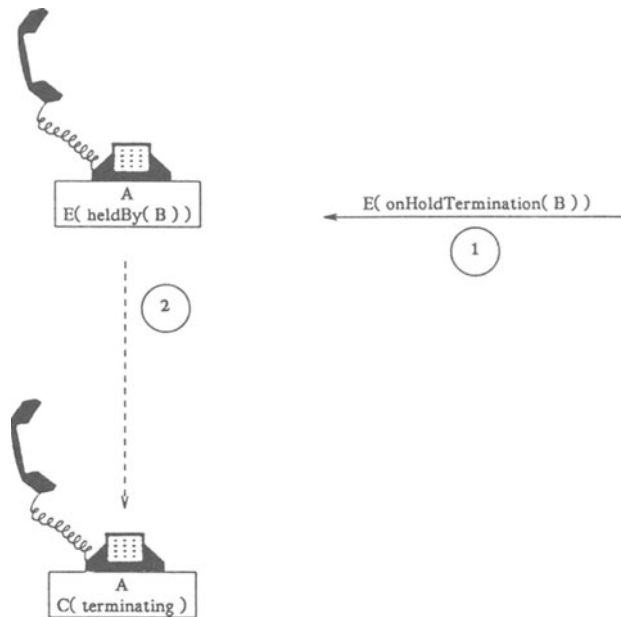 A
E( heldBy( B ) )
E( onHoldTermination( B ) )
1
2
A
C( terminating )